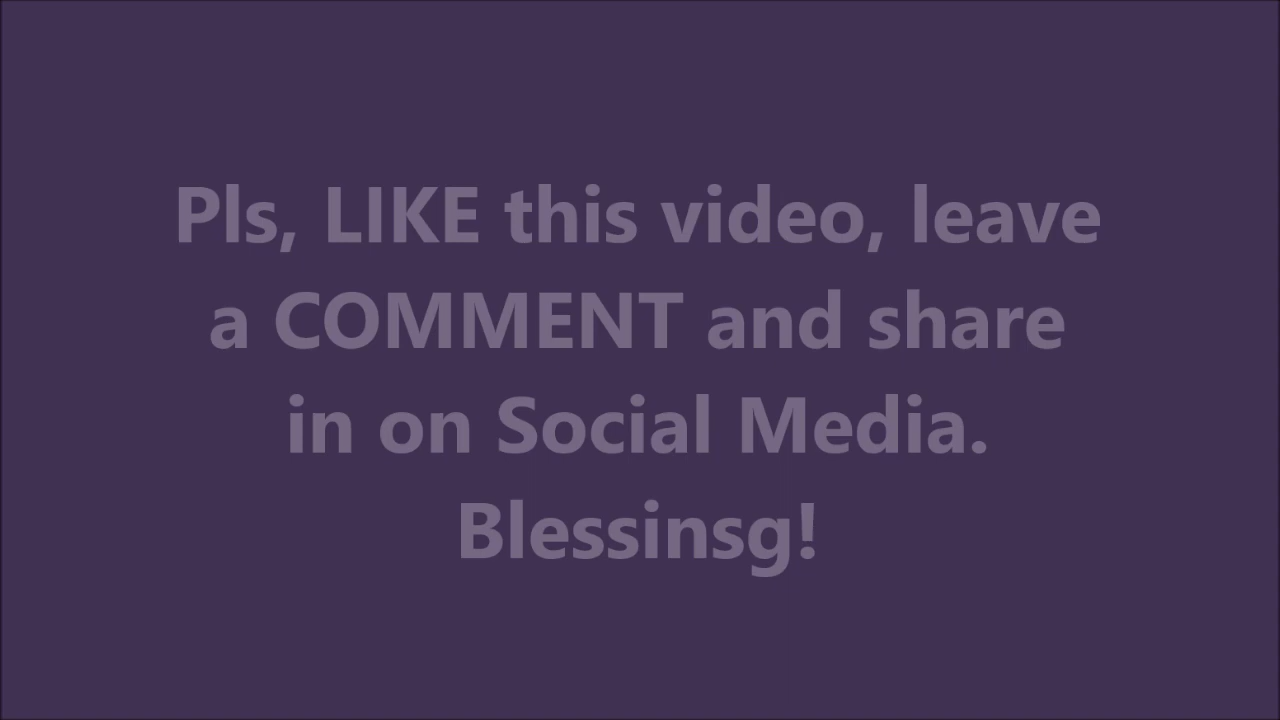 Pls, LIKE this video, leave
a COMMENT and share
in on Social Media.
Blessinsg!